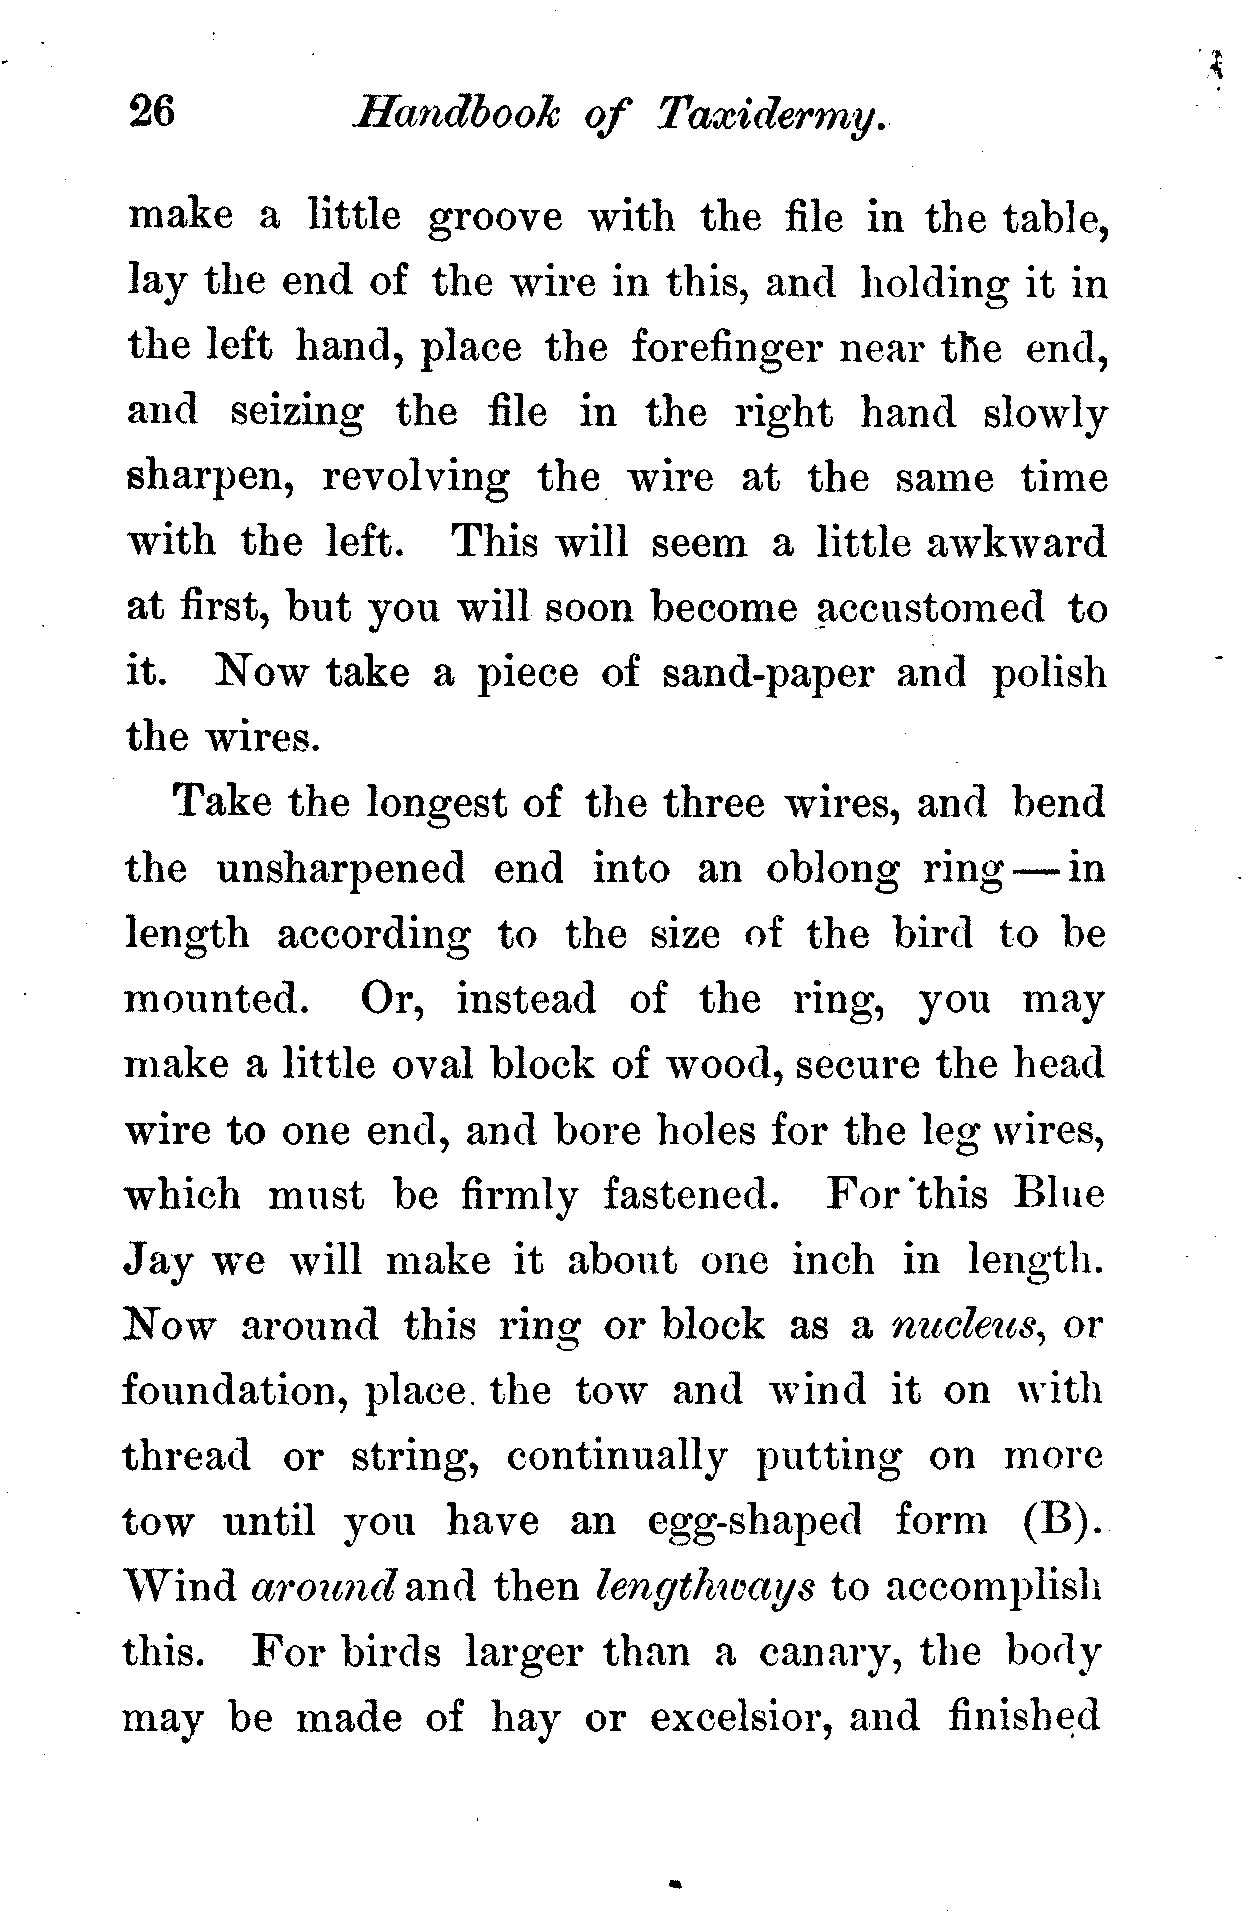 26 Handbook of Taxidermy.
make a little groove with the file in the table,
lay the end of the wire in this, and holding it in
the left hand, place the forefinger near the end,
and seizing the file in the right hand slowly
sharpen, revolving the wire at the same time
with the left. This will seem a little awkward
at first, but you will soon become accustomed to
it. Now take a piece of sand-paper and polish
the wires.
Take the longest of the three wires, and bend
the unsharpened end into an oblong ring — in
length according to the size of the bird to be
mounted. Or, instead of the ring, you may
make a little oval block of wood, secure the head
wire to one end, and bore holes for the leg wires,
which must be firmly fastened. For this Blue
Jay we will make it about one inch in length.
Now around this ring or block as a nucleus, or
foundation, place the tow and wind it on with
thread or string, continually putting on more
tow until you have an egg-shaped form (B).
Wind around and then lengthways to accomplish
this. For birds larger than a canary, the body
may be made of hay or excelsior, and finished